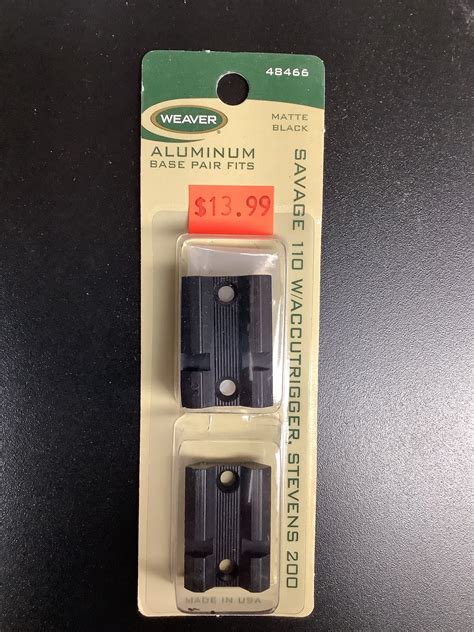 48466
WEAVER®
MATTE
BLACK
ALUMINUM
BASE PAIR FITS
$13.99
SAVAGE 110 W/ACCUTRIGGER, STEVENS 200
MADE IN USA